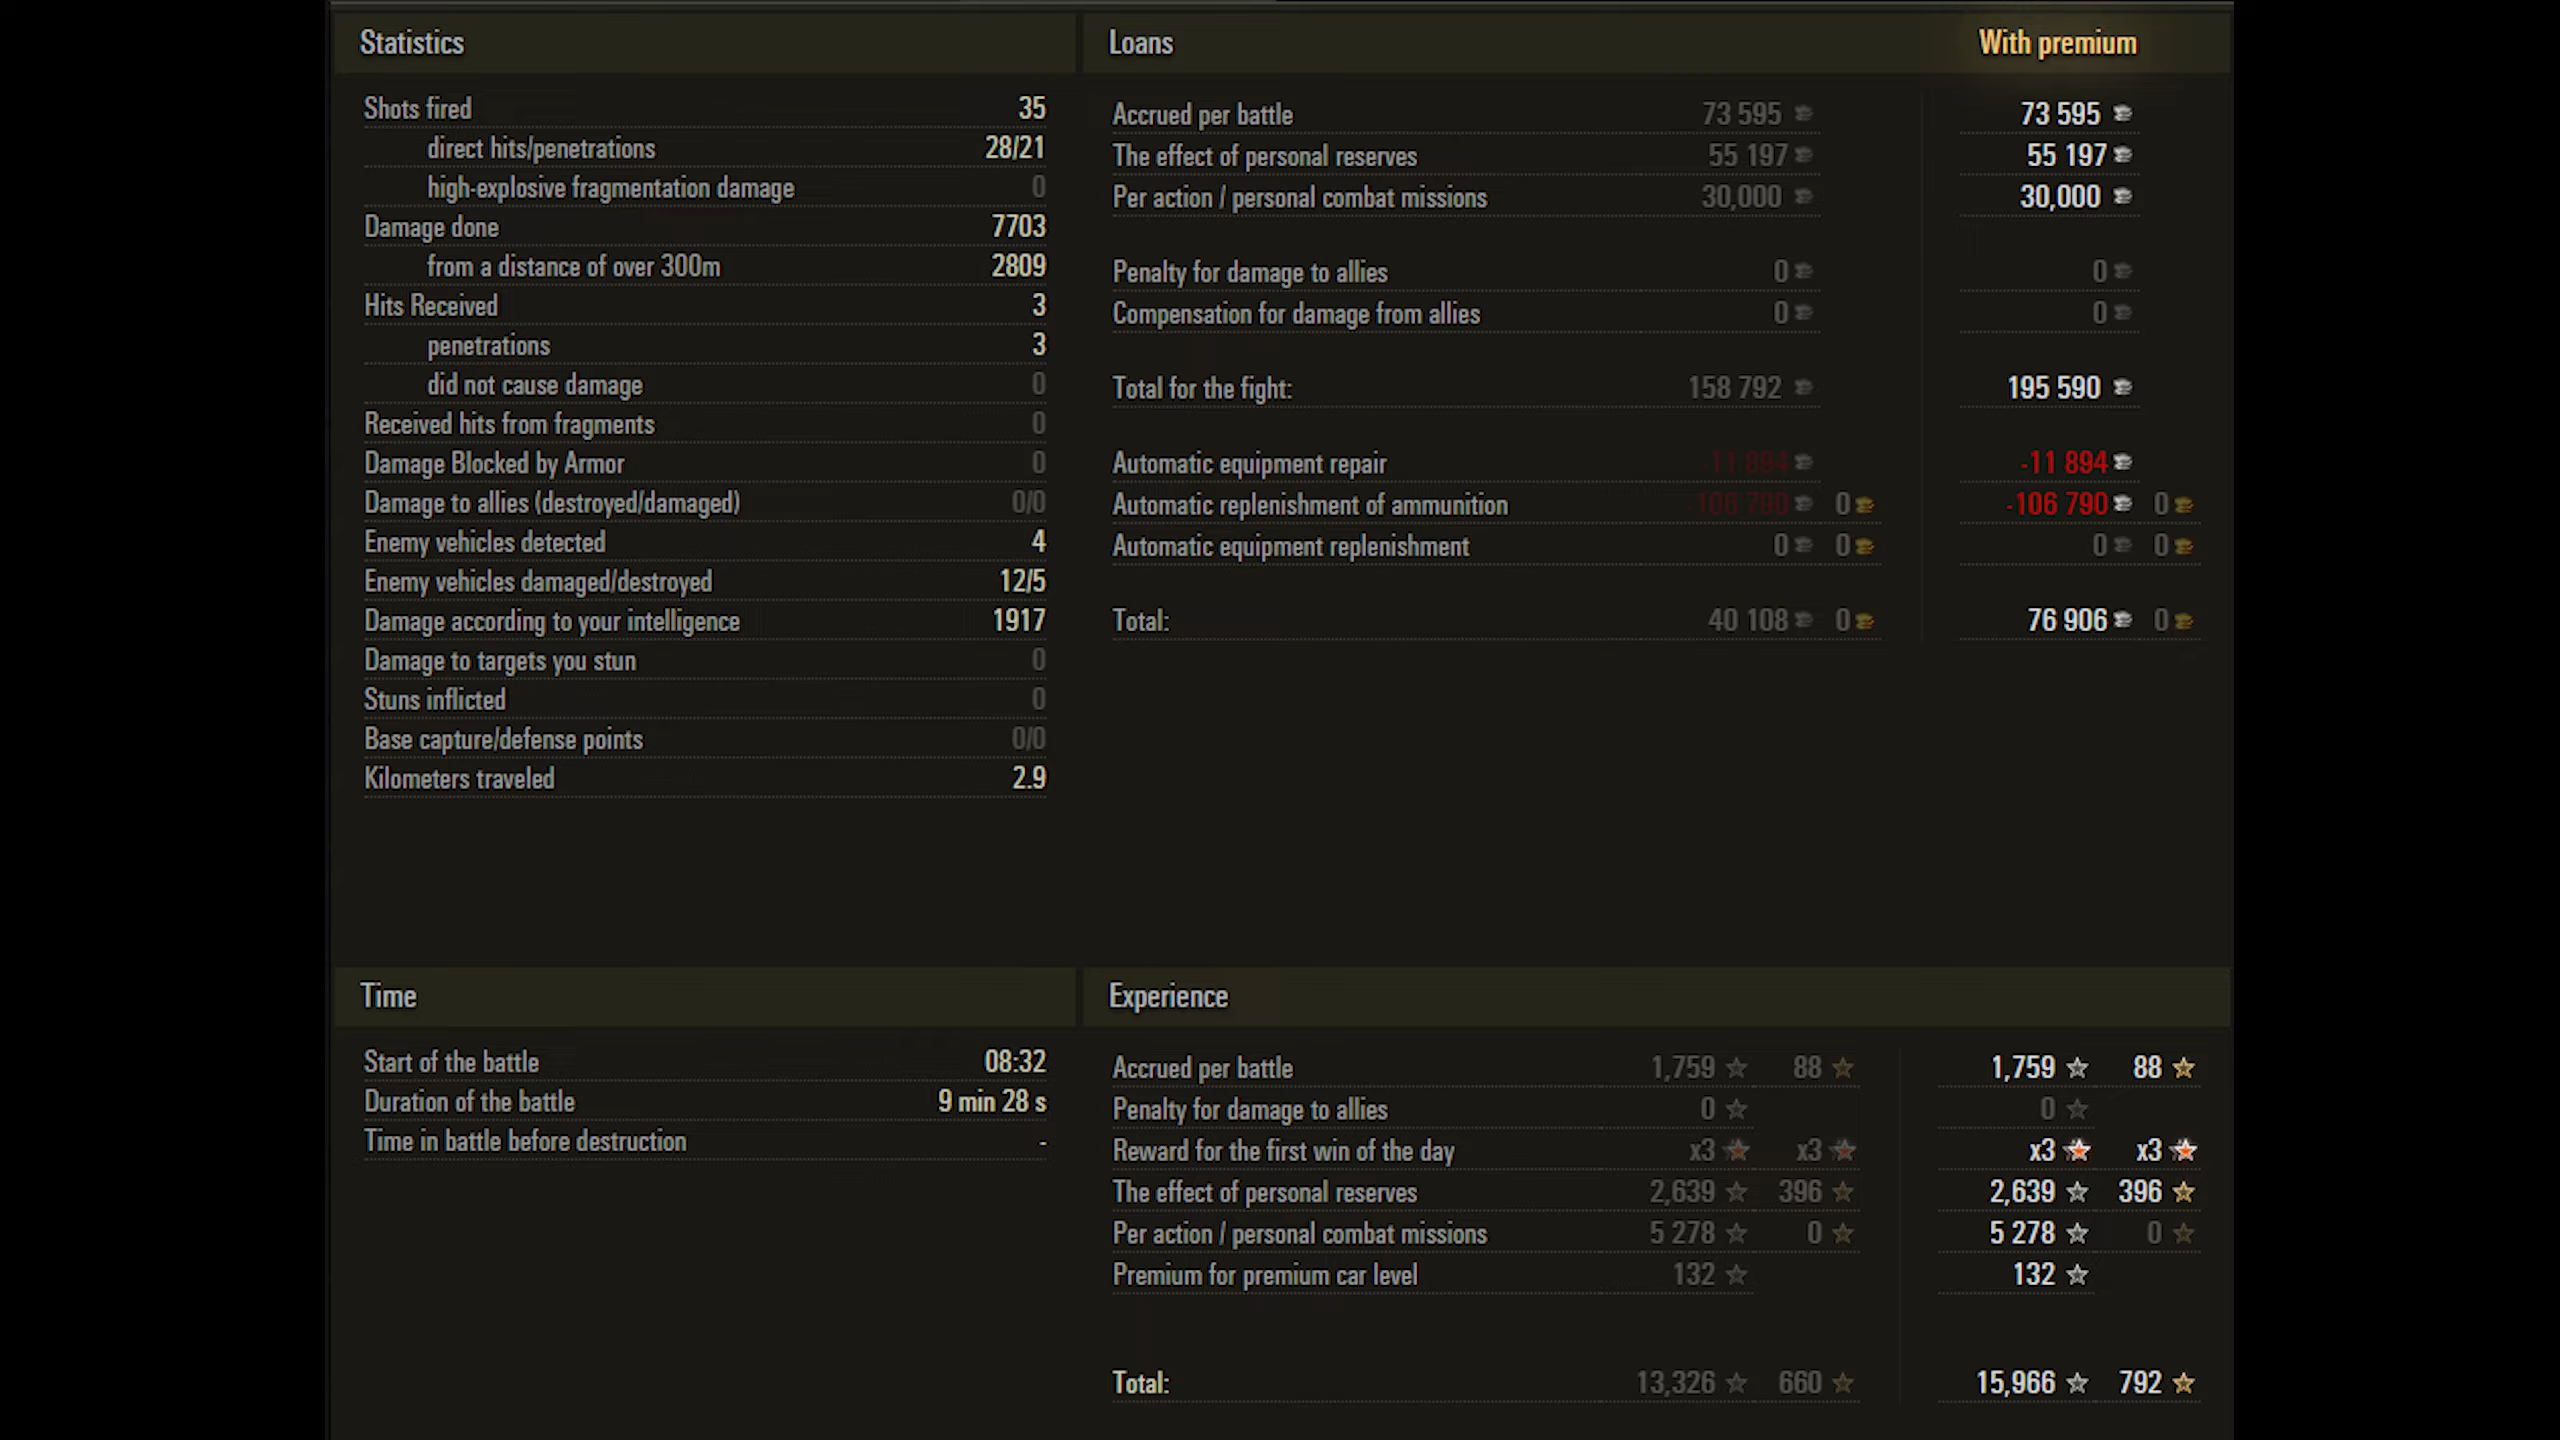 Statistics
Shots fired 35
direct hits/penetrations 28/21
high-explosive fragmentation damage 0
Damage done 7703
from a distance of over 300m 2809
Hits Received 3
penetrations 3
did not cause damage 0
Received hits from fragments 0
Damage Blocked by Armor 0
Damage to allies (destroyed/damaged) 0/0
Enemy vehicles detected 4
Enemy vehicles damaged/destroyed 12/5
Damage according to your intelligence 1917
Damage to targets you stun 0
Stuns inflicted 0
Base capture/defense points 0/0
Kilometers traveled 2.9
Loans With premium
Accrued per battle 73 595 73 595
The effect of personal reserves 55 197 55 197
Per action / personal combat missions 30,000 30,000
Penalty for damage to allies 0 0
Compensation for damage from allies 0 0
Total for the fight: 158 792 195 590
Automatic equipment repair -11 894 -11 894
Automatic replenishment of ammunition -106 790 0 -106 790 0
Automatic equipment replenishment 0 0 0 0
Total: 40 108 0 76 906 0
Time
Start of the battle 08:32
Duration of the battle 9 min 28 s
Time in battle before destruction -
Experience
Accrued per battle 1,759 88 1,759 88
Penalty for damage to allies 0 0
Reward for the first win of the day x3 x3 x3 x3
The effect of personal reserves 2,639 396 2,639 396
Per action / personal combat missions 5 278 0 5 278 0
Premium for premium car level 132 132
Total: 13,326 660 15,966 792